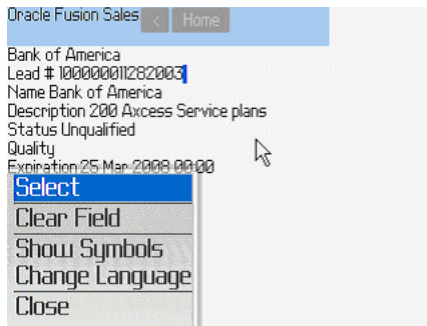 Oracle Fusion Sales < Home
Bank of America
Lead # 100000011282003
Name Bank of America
Description 200 Axcess Service plans
Status Unqualified
Quality
Expiration 25 Mar 2008 00:00
Select
Clear Field
Show Symbols
Change Language
Close